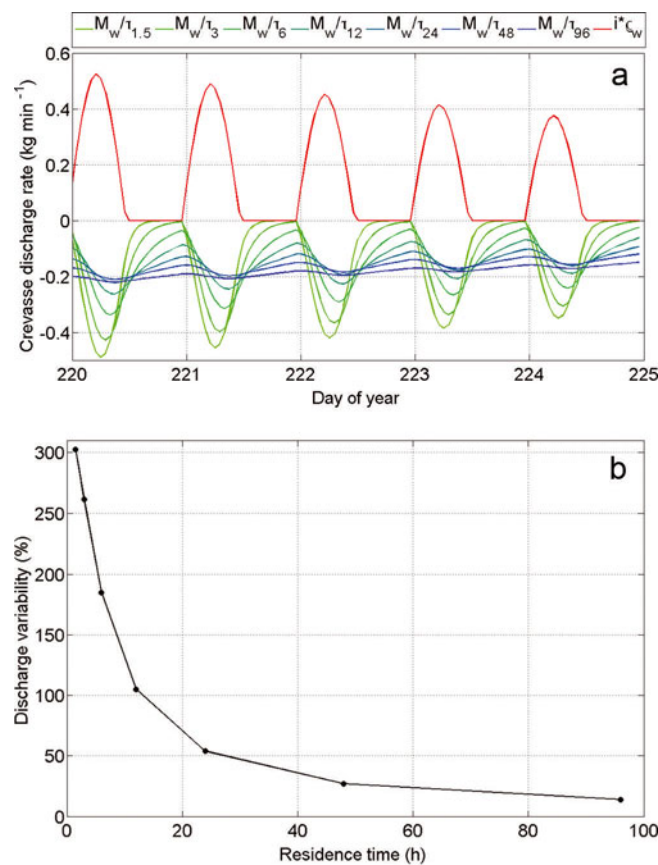 M_w/τ_1.5 M_w/τ_3 M_w/τ_6 M_w/τ_12 M_w/τ_24 M_w/τ_48 M_w/τ_96 i*ς_w
a
Crevasse discharge rate (kg min⁻¹)
0.6
0.4
0.2
0
-0.2
-0.4
220 221 222 223 224 225
Day of year
b
Discharge variability (%)
300
250
200
150
100
50
0
0 20 40 60 80 100
Residence time (h)